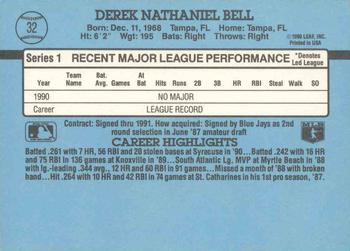 32
DEREK NATHANIEL BELL
Born: Dec. 11, 1968 Tampa, FL Home: Tampa, FL
Ht: 6'2" Wgt: 195 Bats: Right Throws: Right
© 1990 LEAF, INC.
Printed in USA
Series 1 RECENT MAJOR LEAGUE PERFORMANCE *Denotes Led League
Year Team Name Bat. Avg. Games AB R H 2B 3B HR RBI Steal Walks SO
1990 NO MAJOR
Career LEAGUE RECORD
Contract: Signed thru 1991. How acquired: Signed by Blue Jays as 2nd
round selection in June '87 amateur draft
CAREER HIGHLIGHTS
Batted .261 with 7 HR, 56 RBI and 20 stolen bases at Syracuse in '90...Batted .242 with 16
HR and 75 RBI in 136 games at Knoxville in '89...South Atlantic Lg. MVP at Myrtle Beach in '88
with lg.-leading .344 avg., 12 HR and 60 RBI in 91 games...Missed a month of '88 with broken
hand...Hit .264 with 10 HR and 42 RBI in 74 games at St. Catharines in his 1st pro season, '87.
MLB